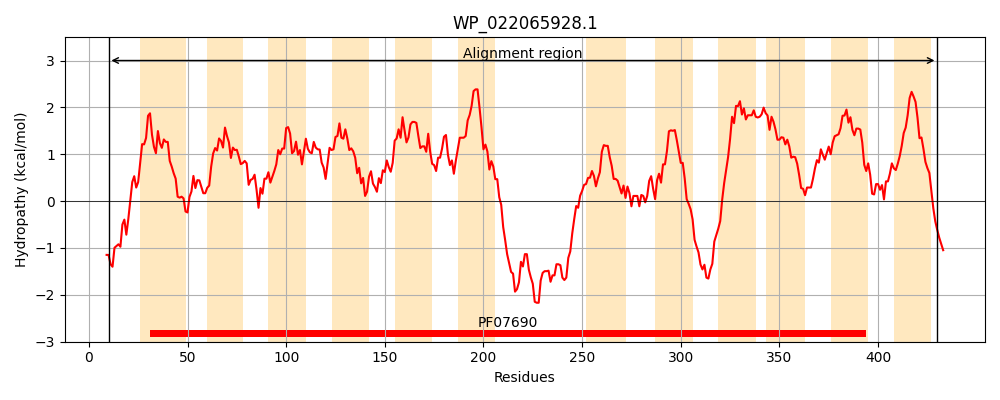 WP_022065928.1
Alignment region
PF07690
Hydropathy (kcal/mol)
3
2
1
0
−1
−2
−3
0 50 100 150 200 250 300 350 400
Residues